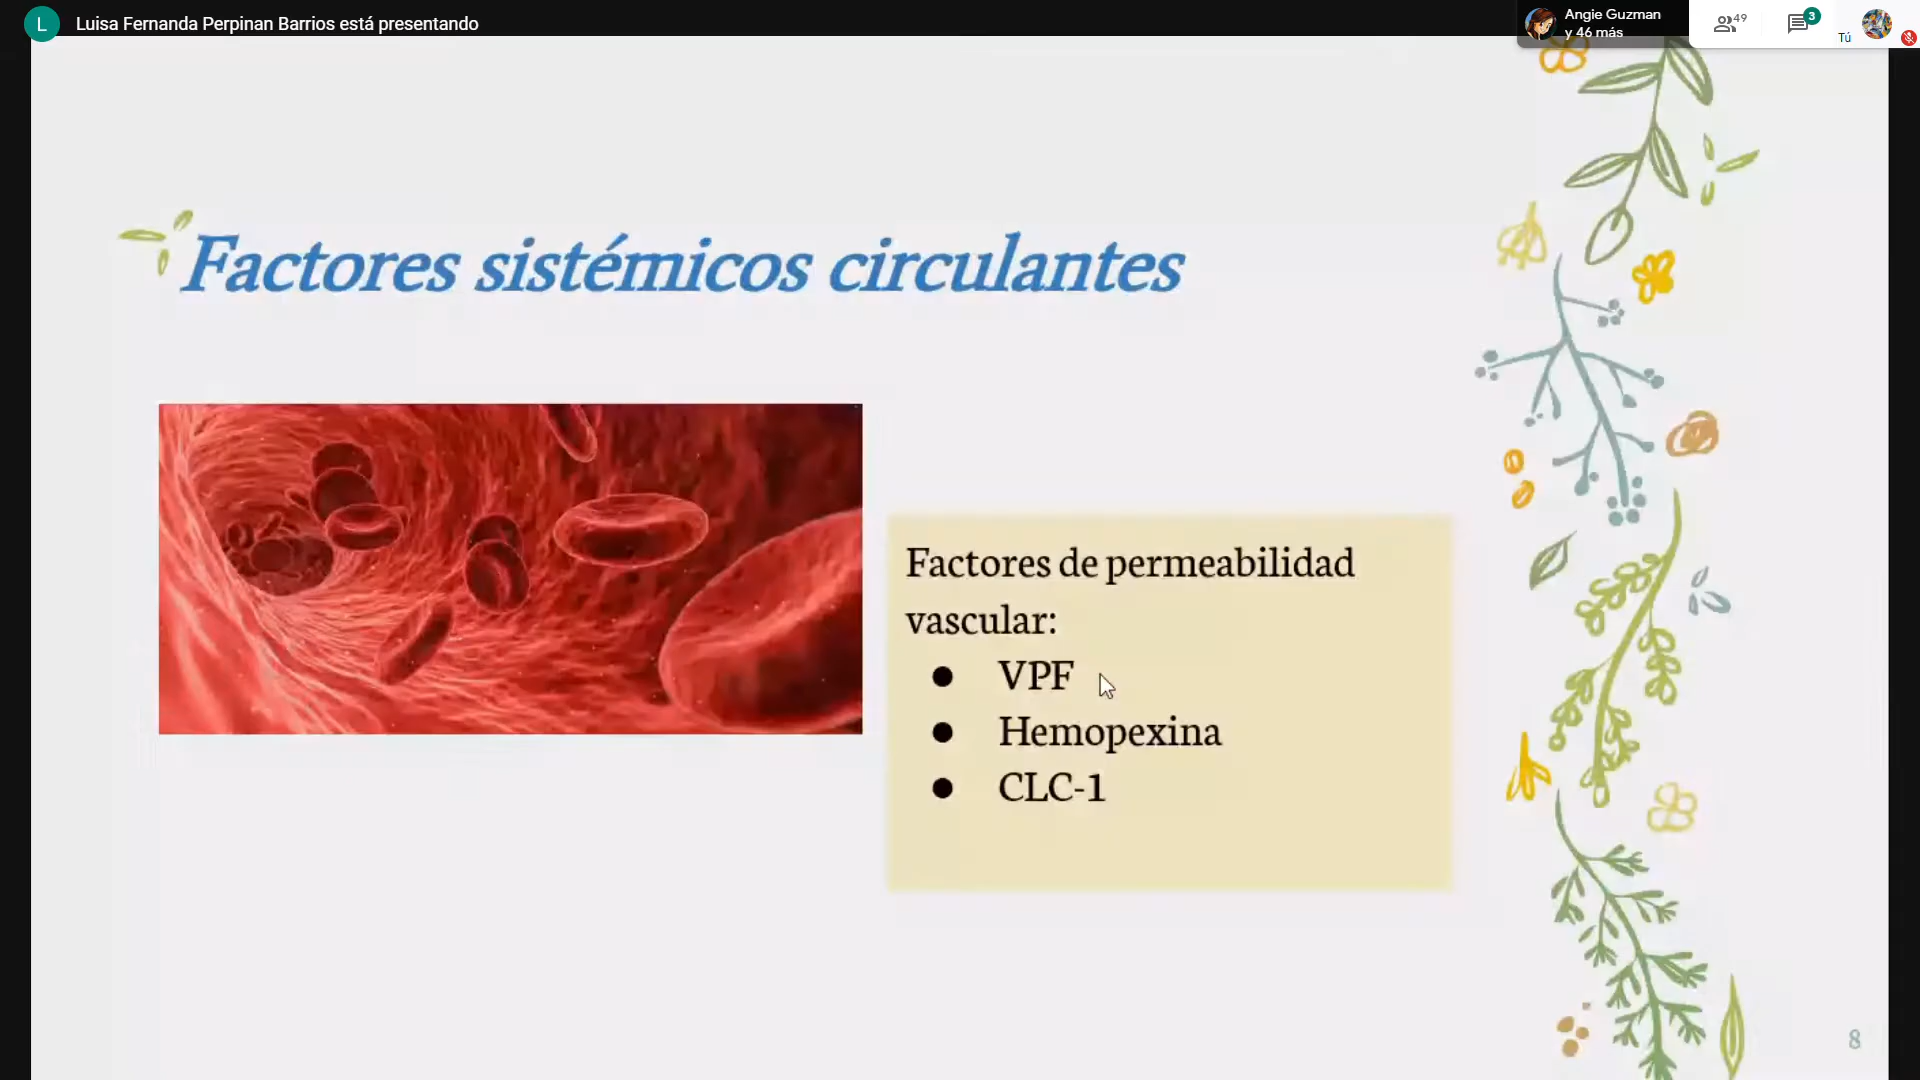 L Luisa Fernanda Perpinan Barrios está presentando
Angie Guzman
y 46 más
49
3
Tú
Factores sistémicos circulantes
Factores de permeabilidad
vascular:
● VPF
● Hemopexina
● CLC-1
8